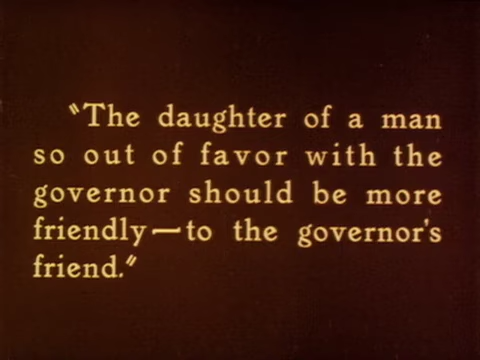 "The daughter of a man
so out of favor with the
governor should be more
friendly—to the governor's
friend."